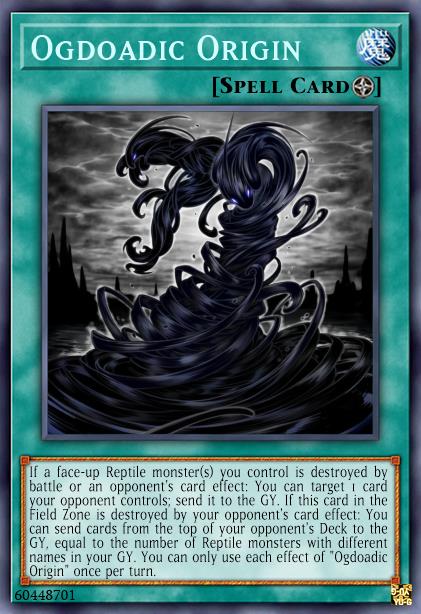 Ogdoadic Origin
[Spell Card]
If a face-up Reptile monster(s) you control is destroyed by
battle or an opponent's card effect: You can target 1 card
your opponent controls; send it to the GY. If this card in the
Field Zone is destroyed by your opponent's card effect: You
can send cards from the top of your opponent's Deck to the
GY, equal to the number of Reptile monsters with different
names in your GY. You can only use each effect of "Ogdoadic
Origin" once per turn.
60448701